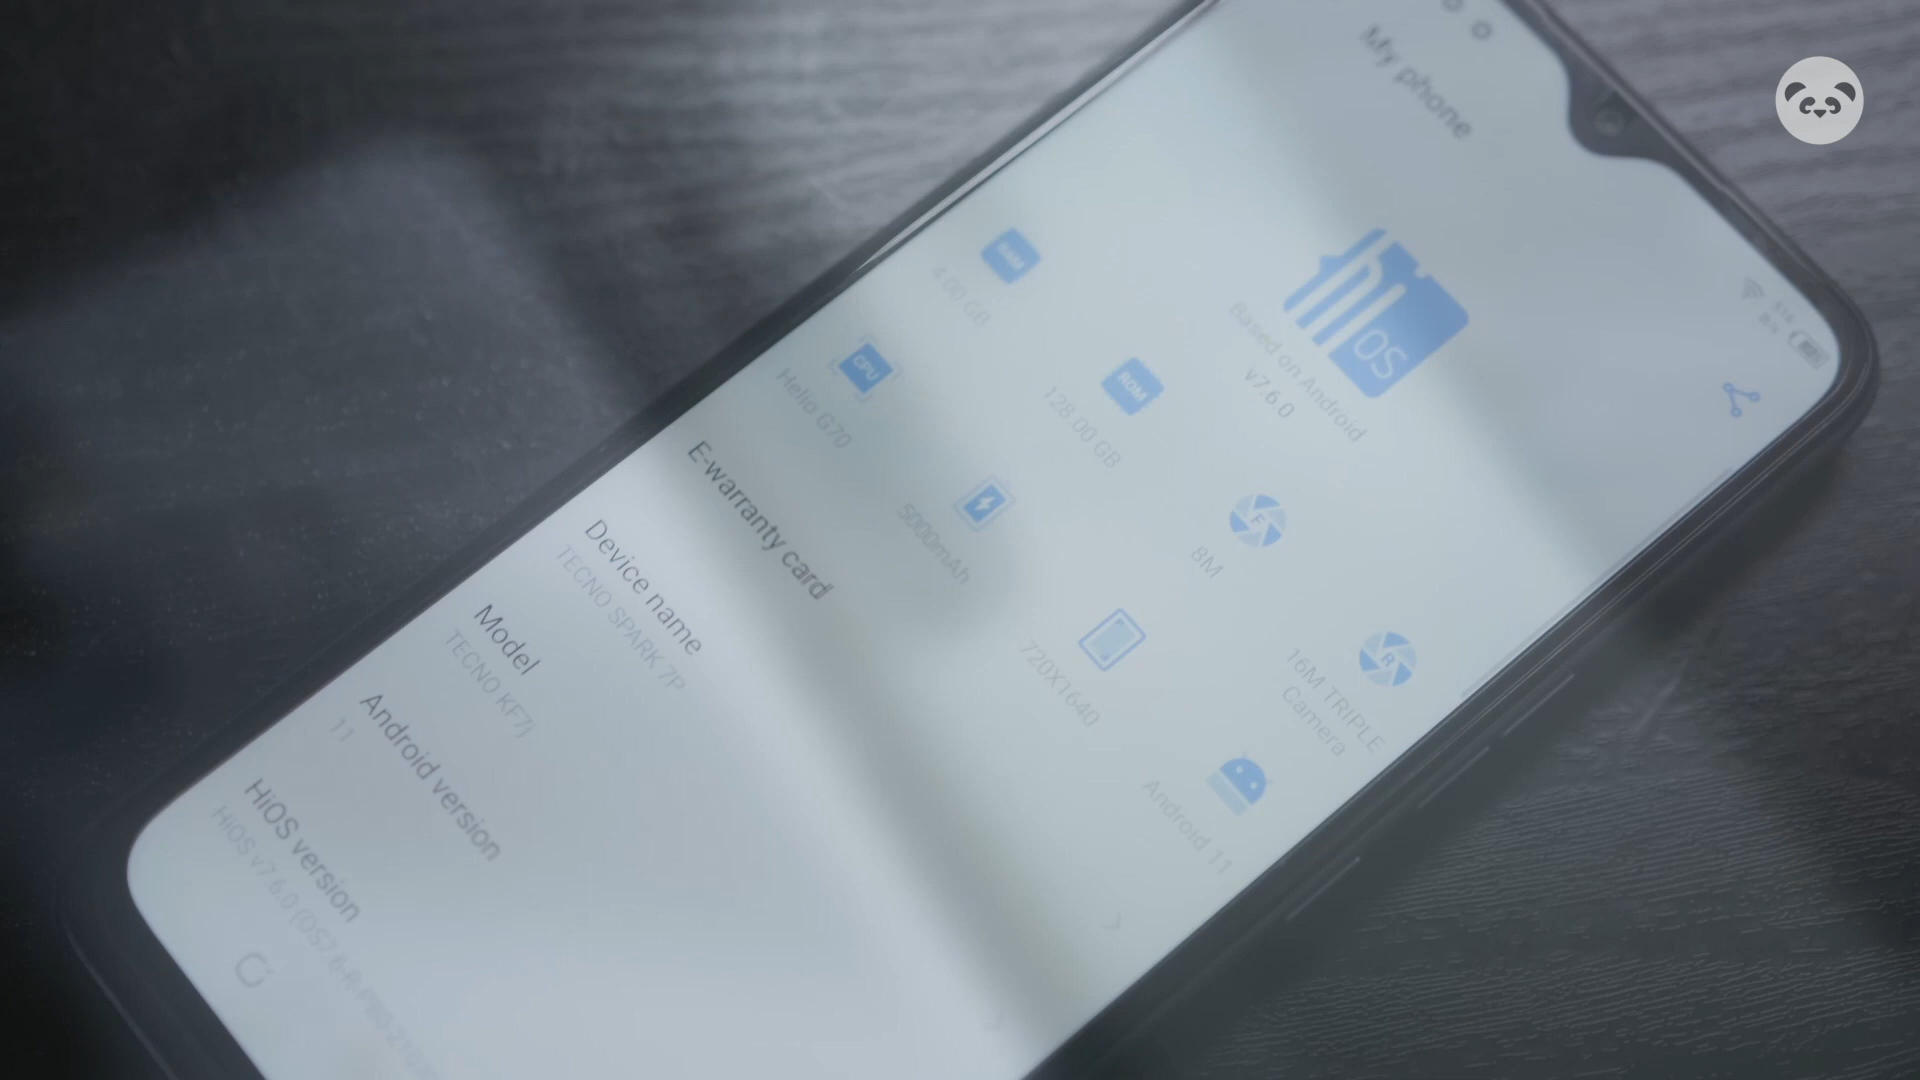 My phone
OS
Based on Android
v7.6.0
RAM
4.00 GB
ROM
128.00 GB
F
8M
R
16M TRIPLE
Camera
CPU
Helio G70
5000mAh
720X1640
Android 11
E-warranty card
Device name
TECNO SPARK 7P
Model
TECNO KF7j
Android version
11
HiOS version